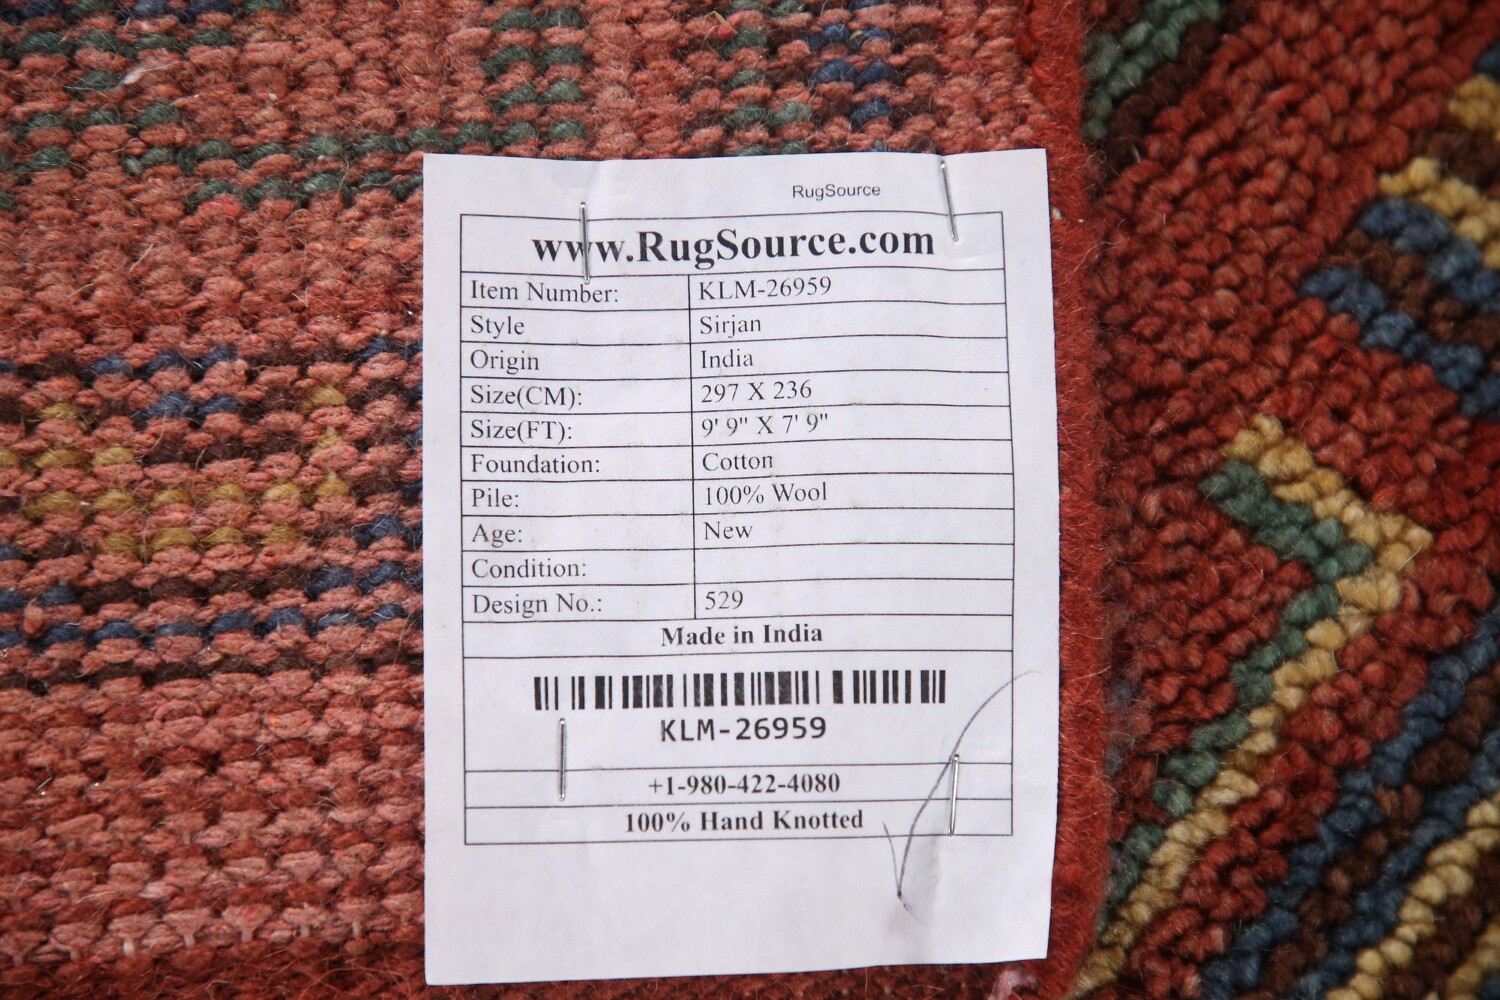 RugSource
www.RugSource.com
Item Number: KLM-26959
Style Sirjan
Origin India
Size(CM): 297 X 236
Size(FT): 9' 9" X 7' 9"
Foundation: Cotton
Pile: 100% Wool
Age: New
Condition:
Design No.: 529
Made in India
KLM-26959
+1-980-422-4080
100% Hand Knotted